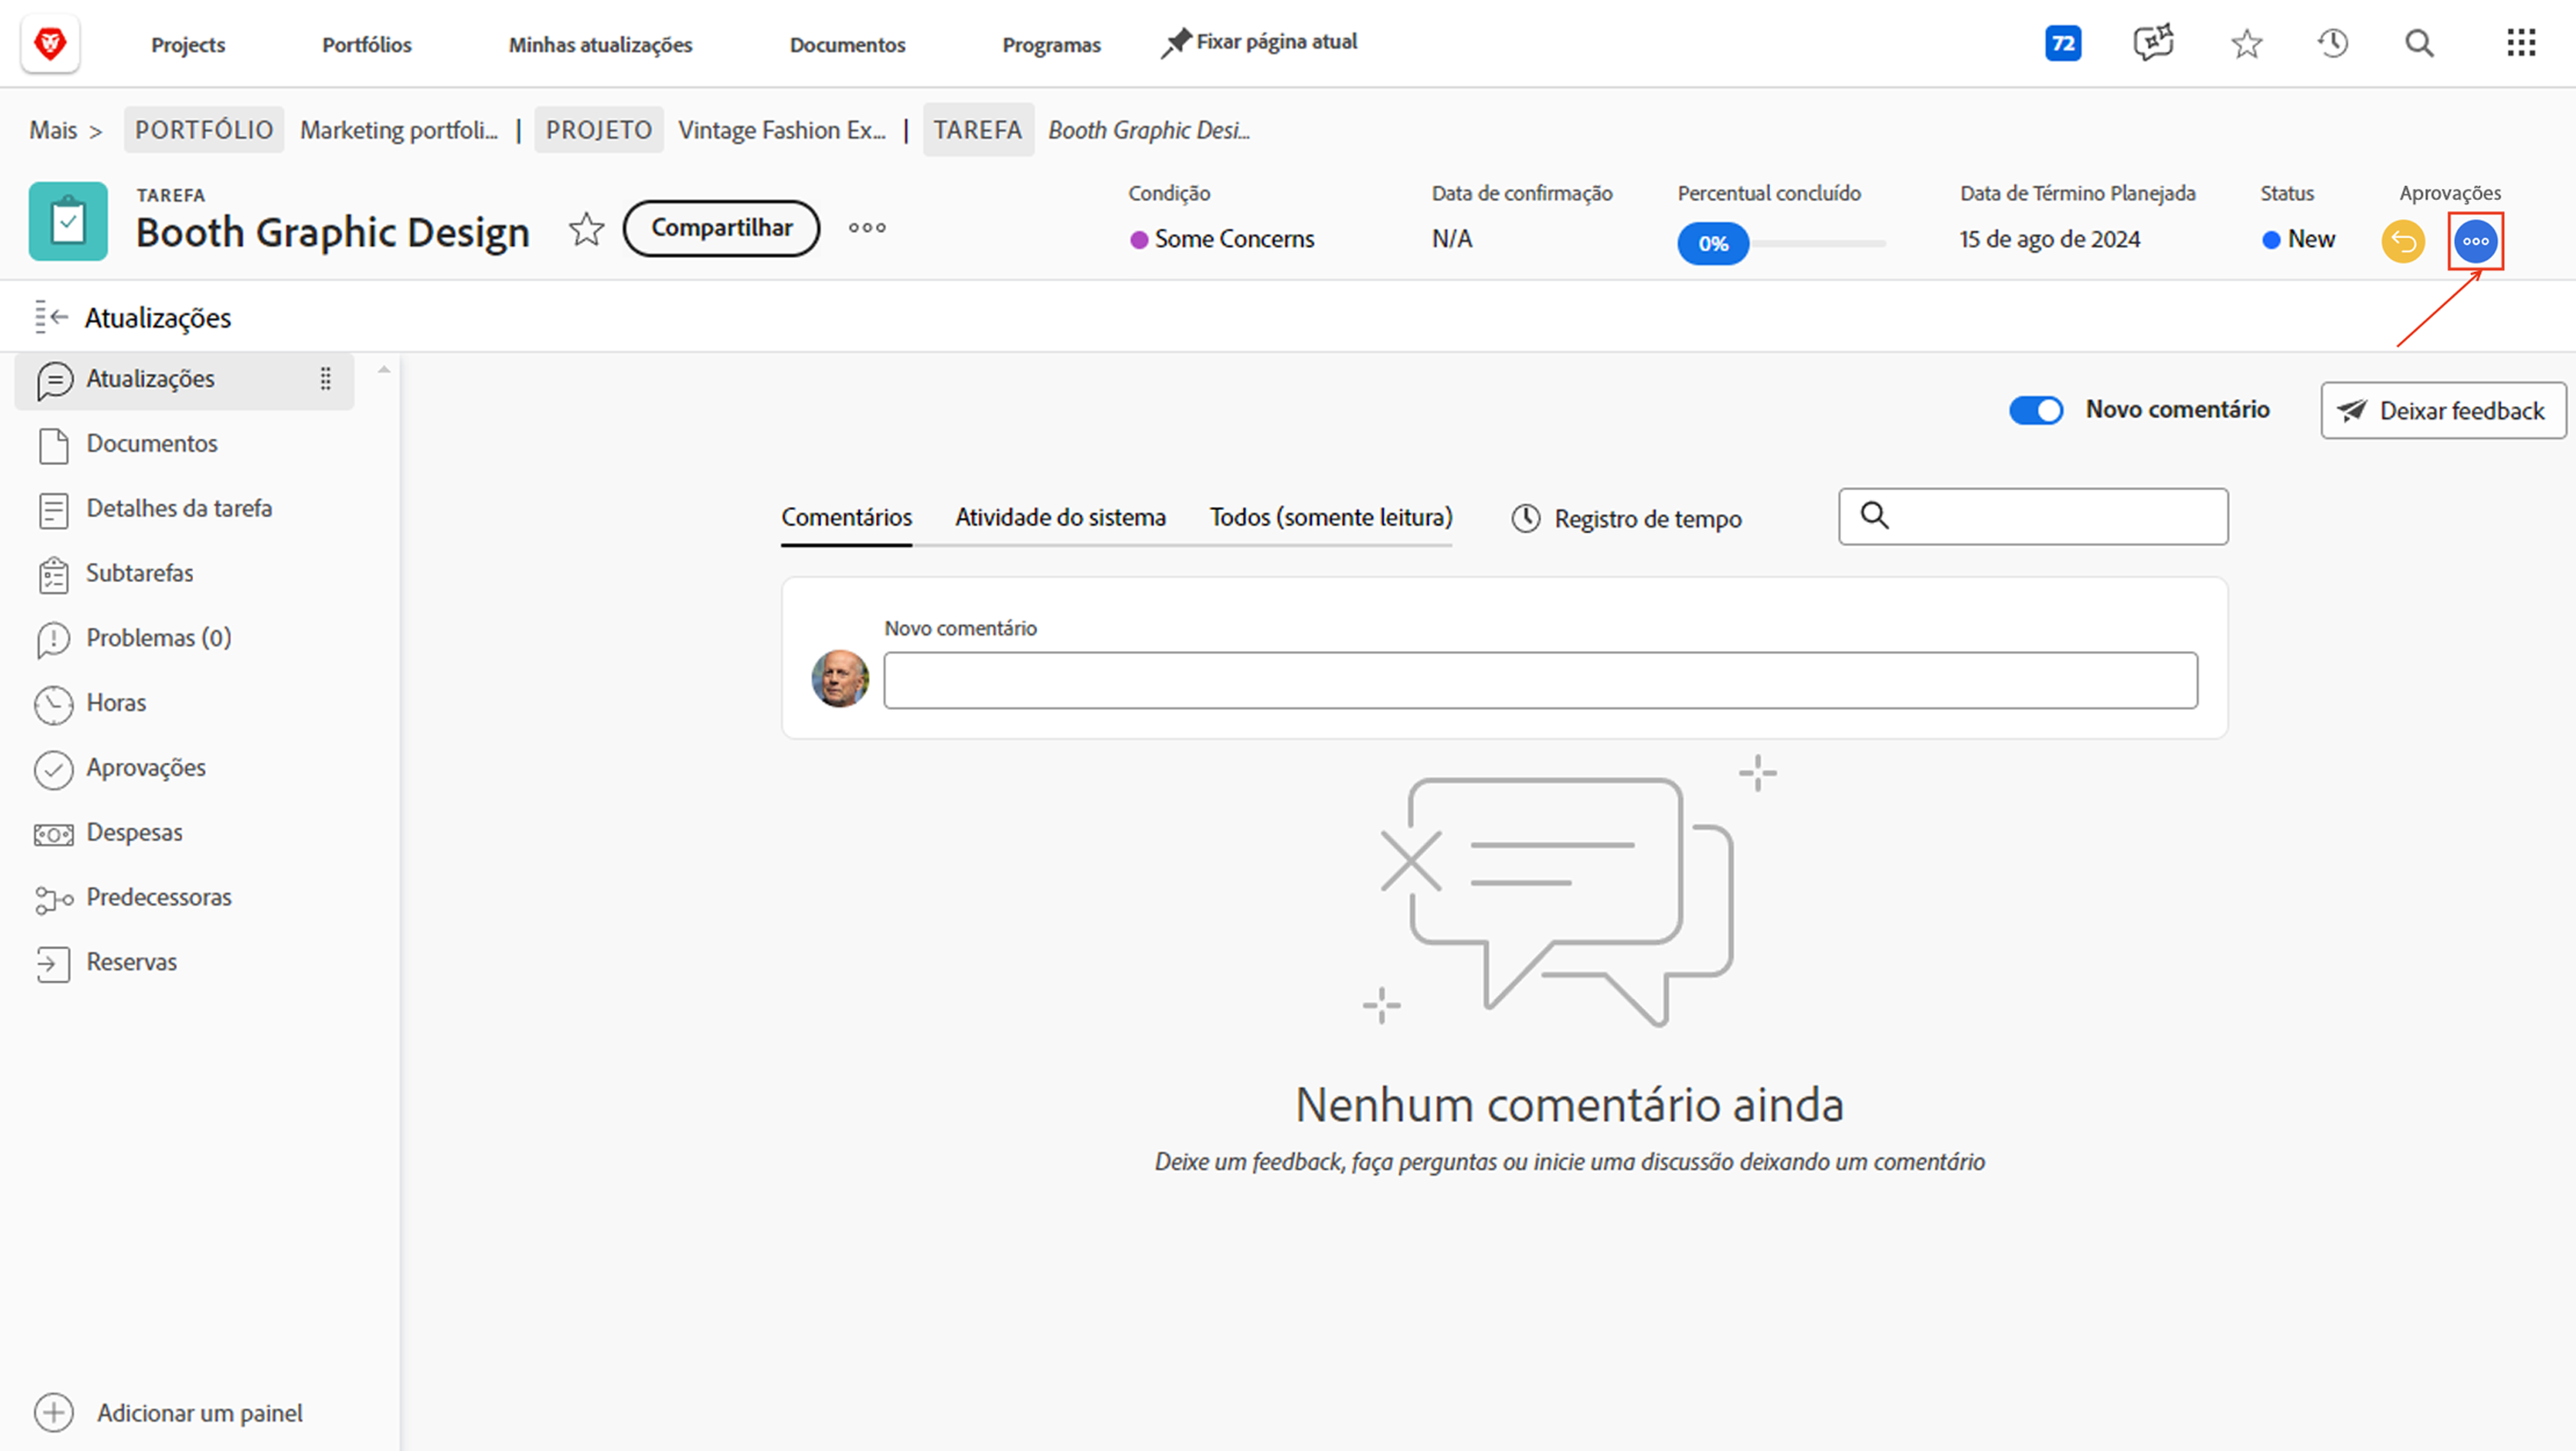 Projects Portfólios Minhas atualizações Documentos Programas Fixar página atual 72
Mais > PORTFÓLIO Marketing portfoli... | PROJETO Vintage Fashion Ex... | TAREFA Booth Graphic Desi...
TAREFA
Booth Graphic Design
Compartilhar
Condição
Some Concerns
Data de confirmação
N/A
Percentual concluído
0%
Data de Término Planejada
15 de ago de 2024
Status
New
Aprovações
Atualizações
Atualizações
Documentos
Detalhes da tarefa
Subtarefas
Problemas (0)
Horas
Aprovações
Despesas
Predecessoras
Reservas
Adicionar um painel
Novo comentário
Deixar feedback
Comentários Atividade do sistema Todos (somente leitura) Registro de tempo
Novo comentário
Nenhum comentário ainda
Deixe um feedback, faça perguntas ou inicie uma discussão deixando um comentário